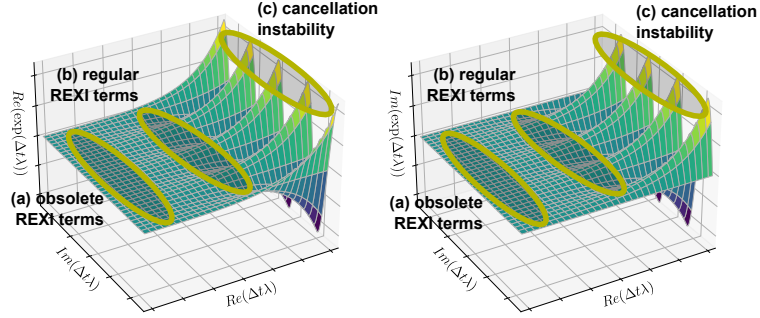 (c) cancellation
instability
(b) regular
REXI terms
(a) obsolete
REXI terms
Re(exp(Δtλ))
Im(Δtλ)
Re(Δtλ)
(c) cancellation
instability
(b) regular
REXI terms
(a) obsolete
REXI terms
Im(exp(Δtλ))
Im(Δtλ)
Re(Δtλ)